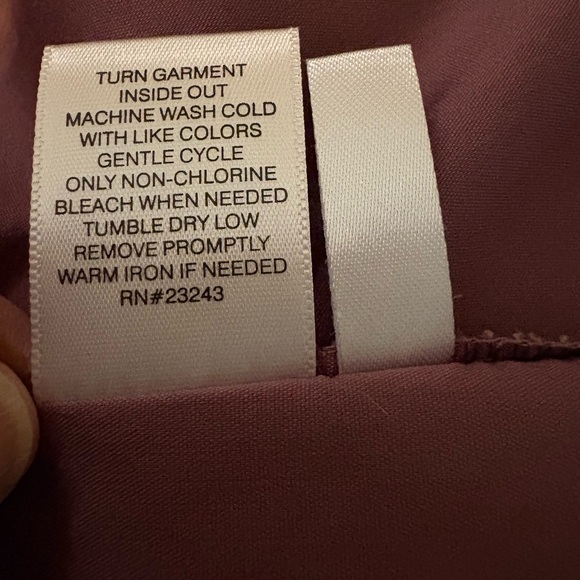 TURN GARMENT
INSIDE OUT
MACHINE WASH COLD
WITH LIKE COLORS
GENTLE CYCLE
ONLY NON-CHLORINE
BLEACH WHEN NEEDED
TUMBLE DRY LOW
REMOVE PROMPTLY
WARM IRON IF NEEDED
RN#23243